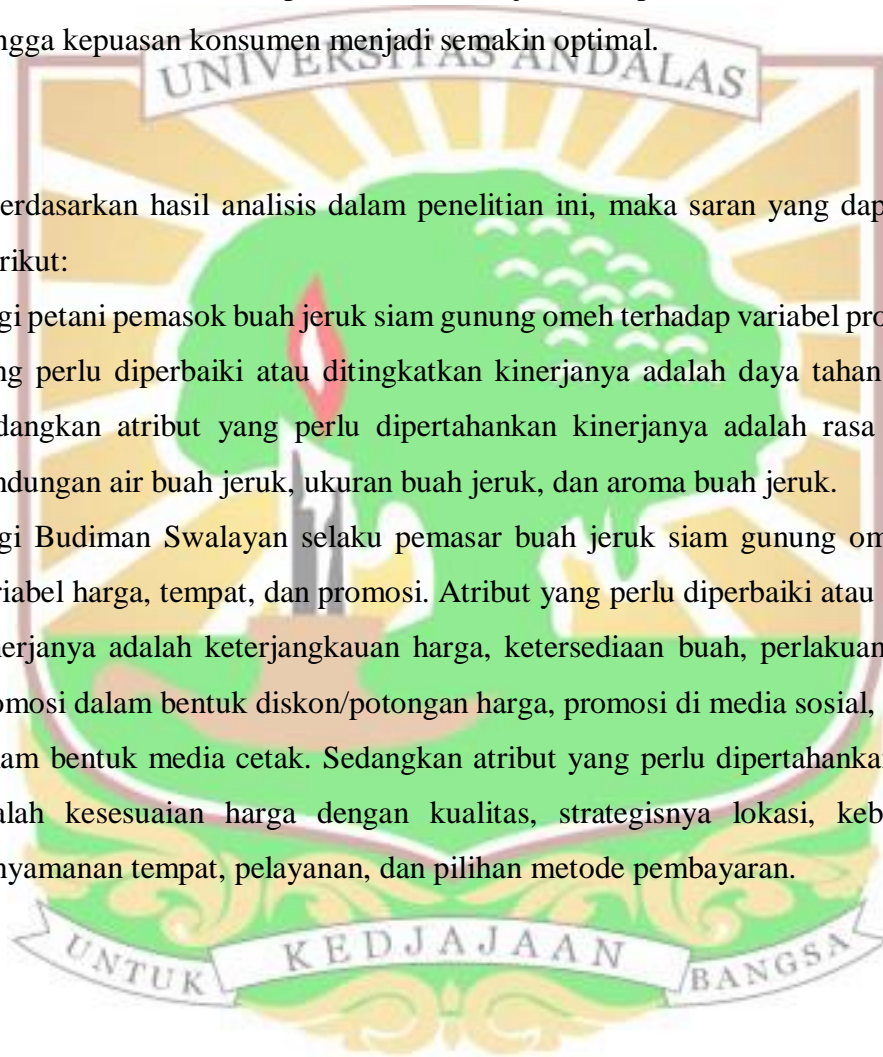 ngga kepuasan konsumen menjadi semakin optimal.
UNIVERSITAS ANDALAS
erdasarkan hasil analisis dalam penelitian ini, maka saran yang dap
rikut:
gi petani pemasok buah jeruk siam gunung omeh terhadap variabel pro
ng perlu diperbaiki atau ditingkatkan kinerjanya adalah daya tahan
dangkan atribut yang perlu dipertahankan kinerjanya adalah rasa
ndungan air buah jeruk, ukuran buah jeruk, dan aroma buah jeruk.
gi Budiman Swalayan selaku pemasar buah jeruk siam gunung om
riabel harga, tempat, dan promosi. Atribut yang perlu diperbaiki atau
nerjanya adalah keterjangkauan harga, ketersediaan buah, perlakuan
omosi dalam bentuk diskon/potongan harga, promosi di media sosial,
lam bentuk media cetak. Sedangkan atribut yang perlu dipertahankan
alah kesesuaian harga dengan kualitas, strategisnya lokasi, keb
nyamanan tempat, pelayanan, dan pilihan metode pembayaran.
UNTUK KEDJAJAAN BANGSA